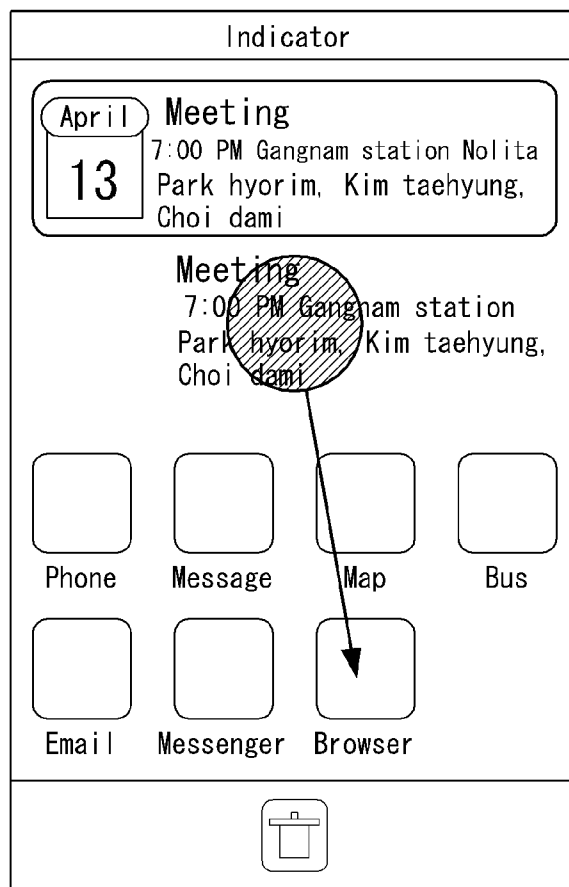 Indicator
April
Meeting
13
7:00 PM Gangnam station Nolita
Park hyorim, Kim taehyung,
Choi dami
Meeting
7:00 PM Gangnam station
Park hyorim, Kim taehyung,
Choi dami
Phone Message Map Bus
Email Messenger Browser